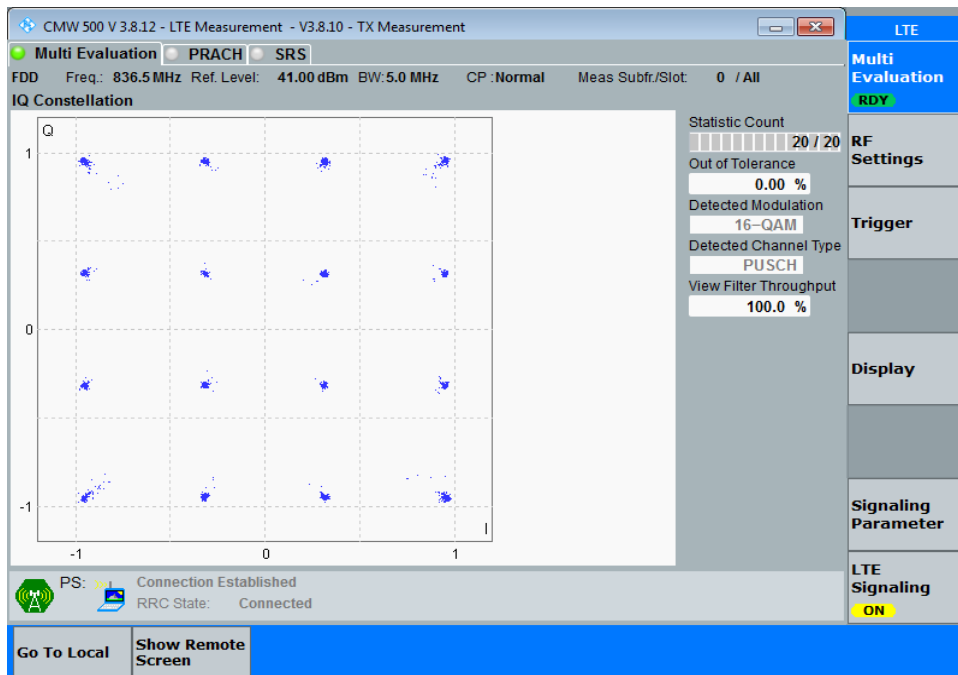 CMW 500 V 3.8.12 - LTE Measurement - V3.8.10 - TX Measurement
LTE
Multi Evaluation PRACH SRS
Multi
Evaluation
RDY
FDD Freq.: 836.5 MHz Ref. Level: 41.00 dBm BW: 5.0 MHz CP : Normal Meas Subfr./Slot: 0 / All
IQ Constellation
Q
1
0
-1
-1 0 1
I
Statistic Count
20 / 20
Out of Tolerance
0.00 %
Detected Modulation
16-QAM
Detected Channel Type
PUSCH
View Filter Throughput
100.0 %
RF
Settings
Trigger
Display
Signaling
Parameter
LTE
Signaling
ON
PS: Connection Established
RRC State: Connected
Go To Local
Show Remote
Screen